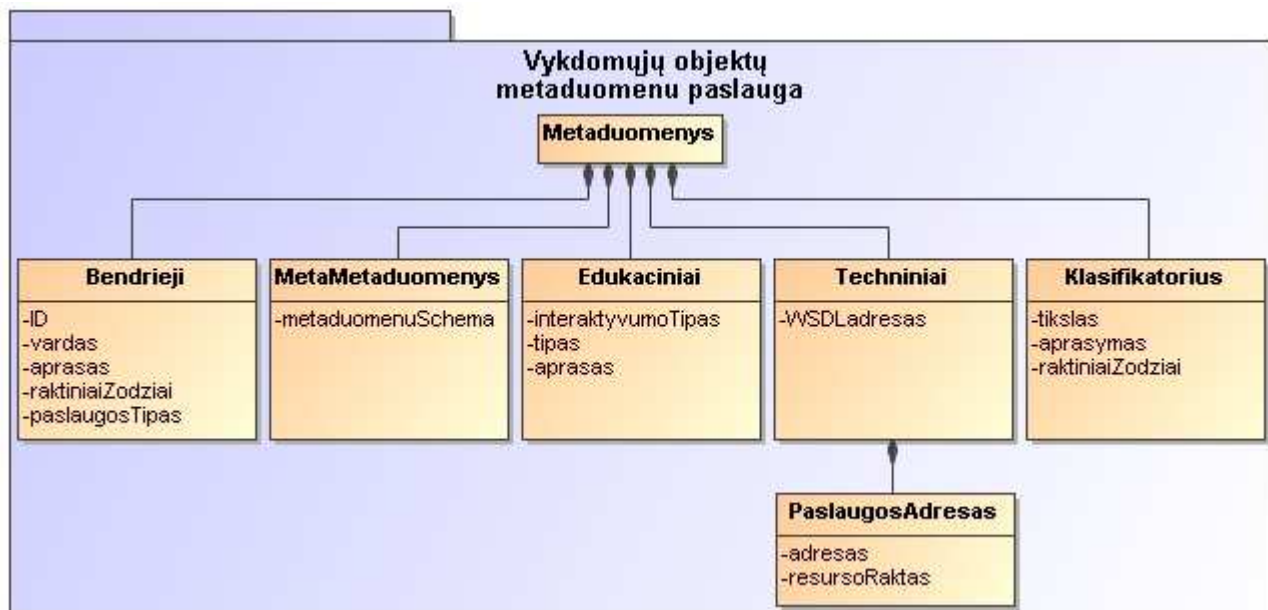 Vykdomųjų objektų
metaduomenu paslauga
Metaduomenys
Bendrieji
-ID
-vardas
-aprasas
-raktiniaiZodziai
-paslaugosTipas
MetaMetaduomenys
-metaduomenuSchema
Edukaciniai
-interaktyvumoTipas
-tipas
-aprasas
Techniniai
-WSDLadresas
Klasifikatorius
-tikslas
-aprasymas
-raktiniaiZodziai
PaslaugosAdresas
-adresas
-resursoRaktas